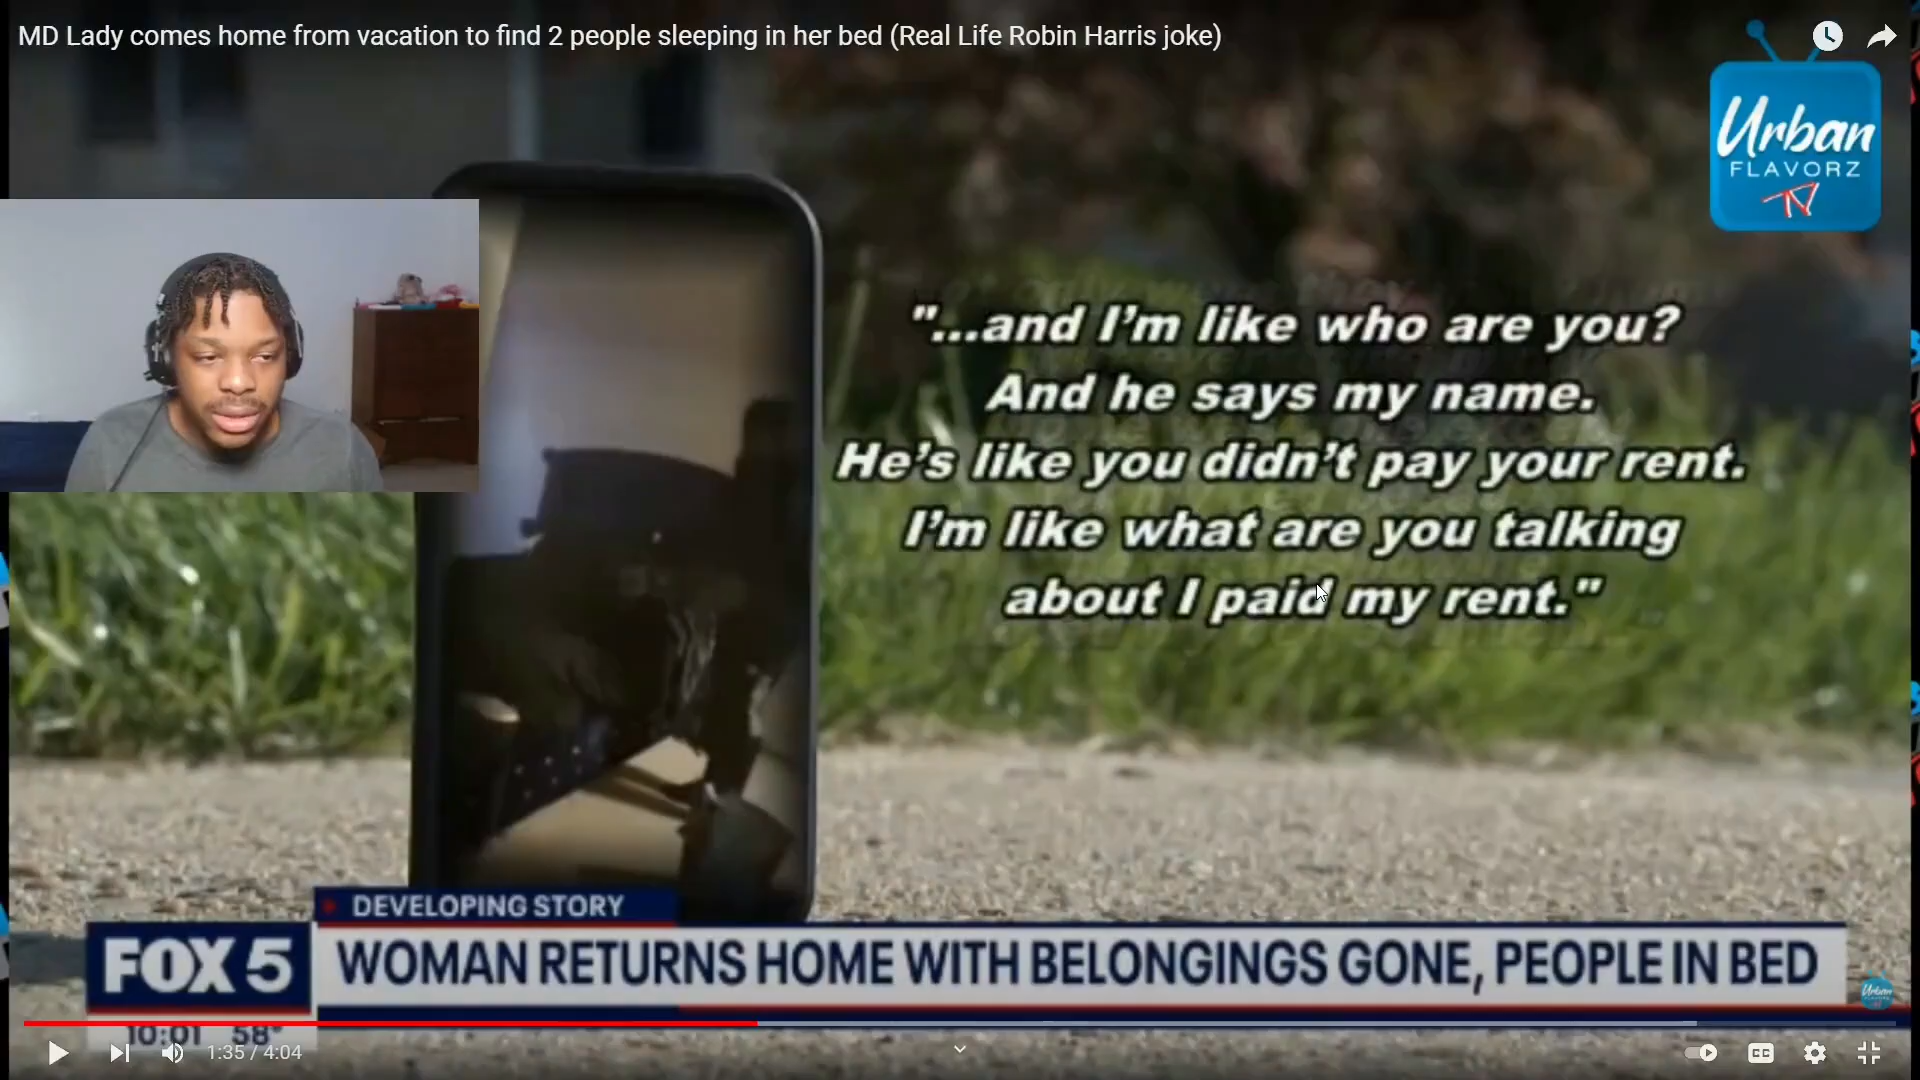 MD Lady comes home from vacation to find 2 people sleeping in her bed (Real Life Robin Harris joke)
Urban
FLAVORZ
TV
"...and I'm like who are you?
And he says my name.
He's like you didn't pay your rent.
I'm like what are you talking
about I paid my rent."
DEVELOPING STORY
FOX 5
WOMAN RETURNS HOME WITH BELONGINGS GONE, PEOPLE IN BED
Urban
10:01 58°
1:35 / 4:04
CC